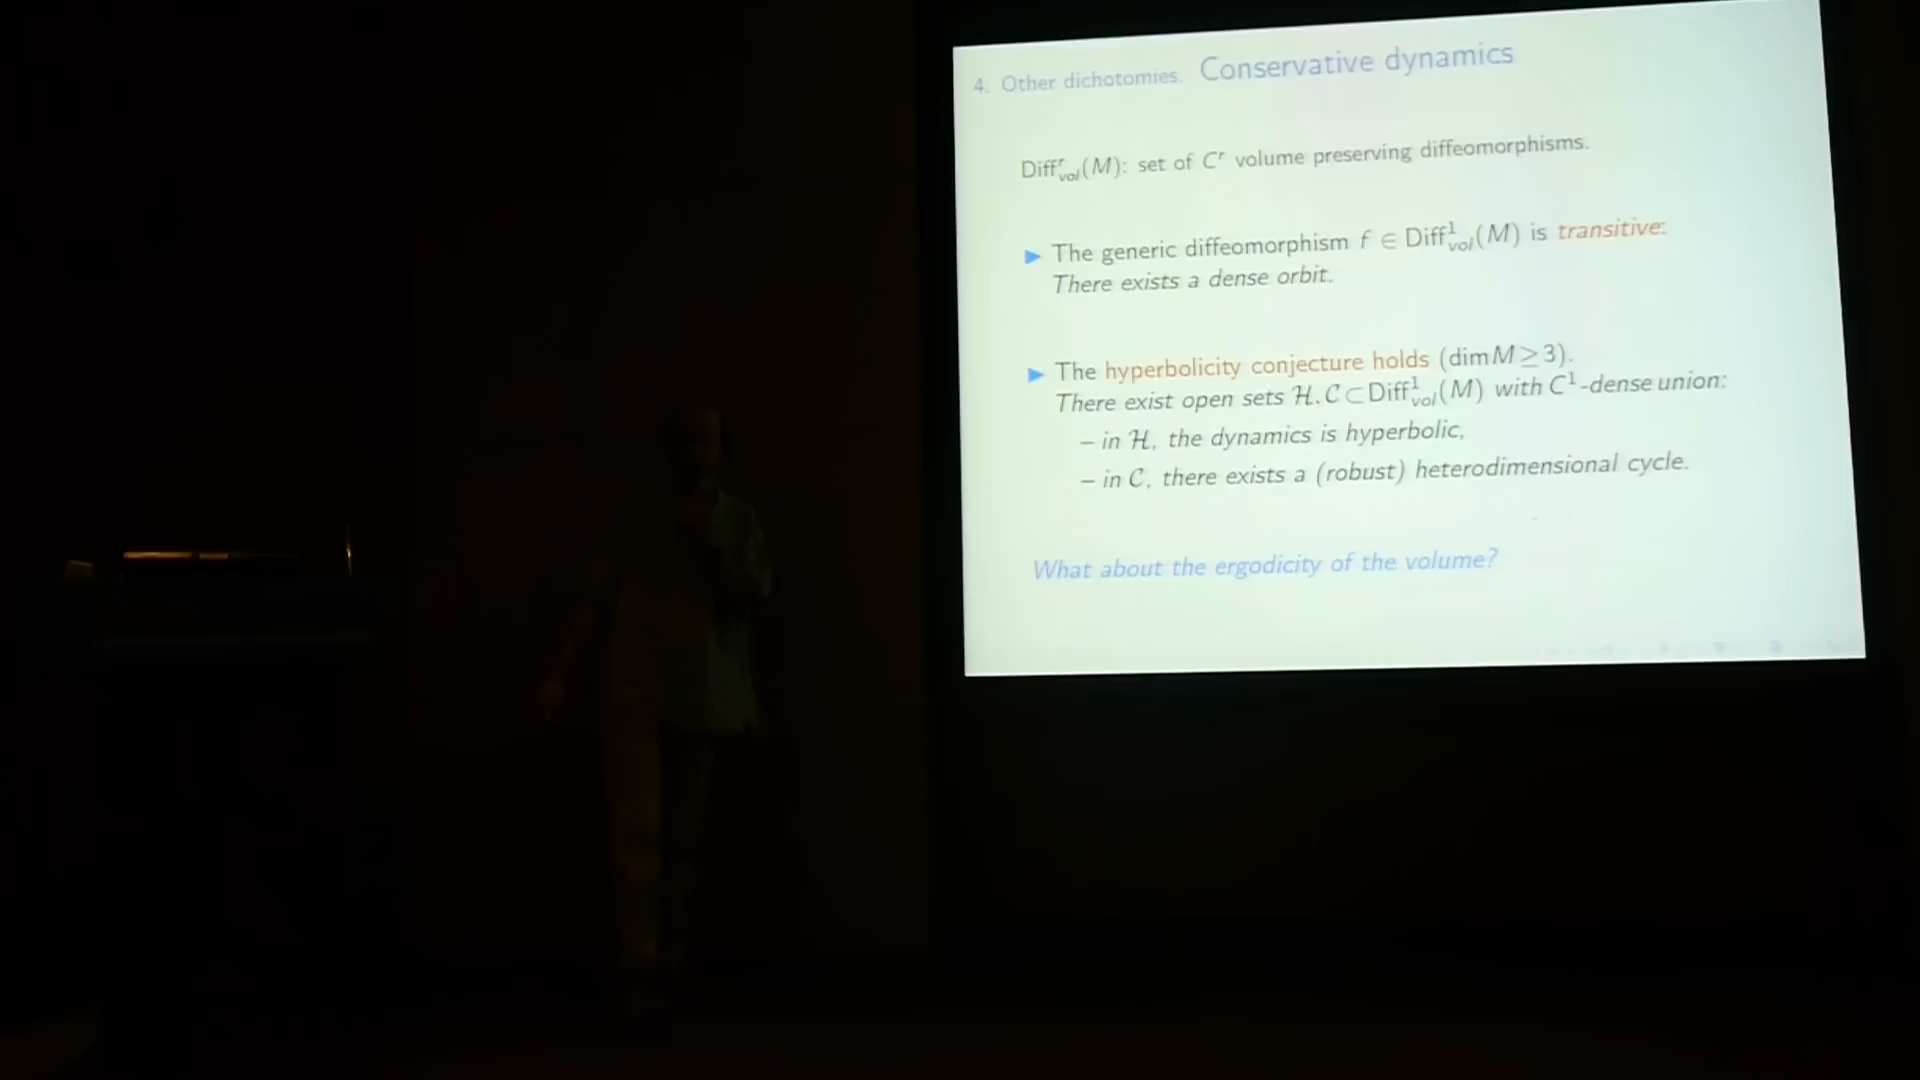 4. Other dichotomies. Conservative dynamics
Diff^r_vol(M): set of C^r volume preserving diffeomorphisms.
▶ The generic diffeomorphism f ∈ Diff^1_vol(M) is transitive:
There exists a dense orbit.
▶ The hyperbolicity conjecture holds (dim M ≥ 3).
There exist open sets ℋ, 𝒞 ⊂ Diff^1_vol(M) with C^1-dense union:
– in ℋ, the dynamics is hyperbolic,
– in 𝒞, there exists a (robust) heterodimensional cycle.
What about the ergodicity of the volume?